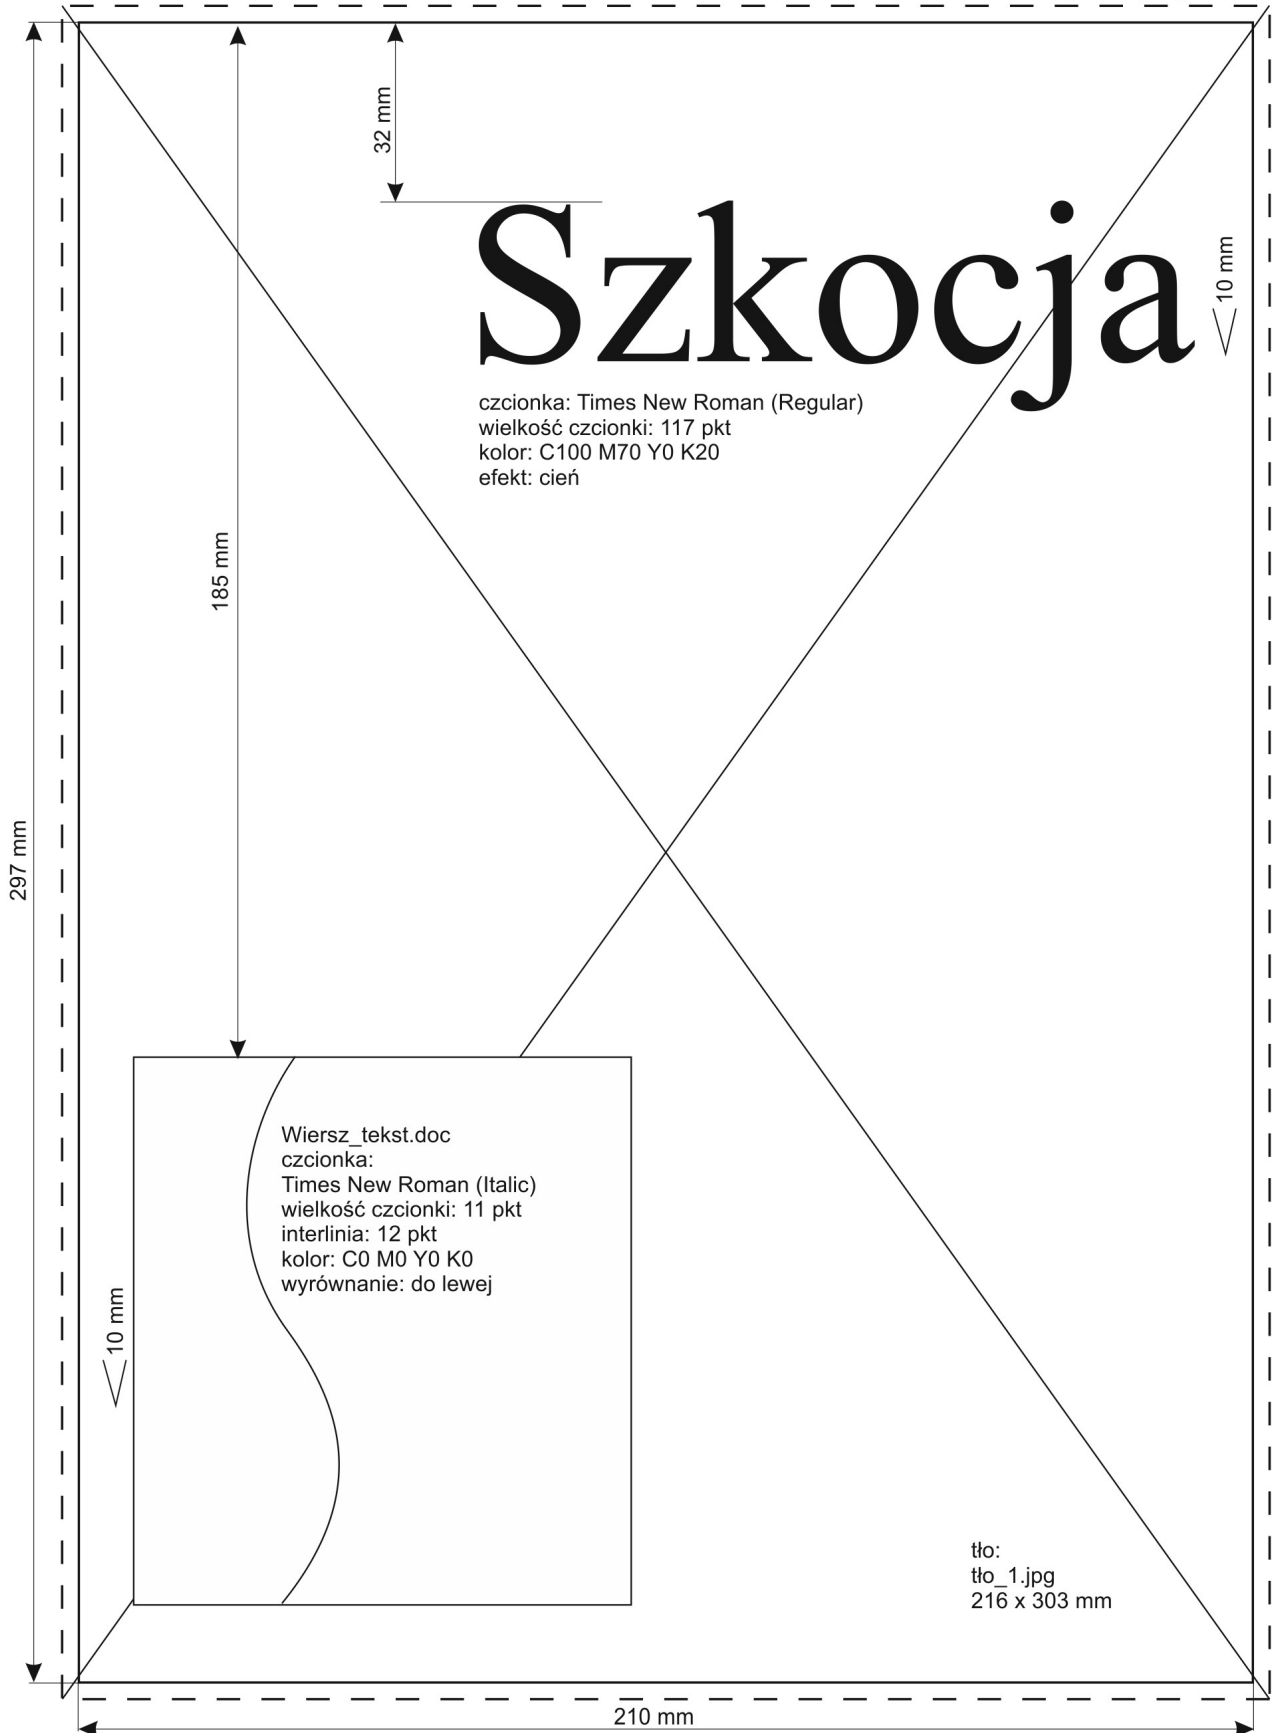 32 mm
Szkocja
10 mm
czcionka: Times New Roman (Regular)
wielkość czcionki: 117 pkt
kolor: C100 M70 Y0 K20
efekt: cień
185 mm
297 mm
Wiersz_tekst.doc
czcionka:
Times New Roman (Italic)
wielkość czcionki: 11 pkt
interlinia: 12 pkt
kolor: C0 M0 Y0 K0
wyrównanie: do lewej
10 mm
tło:
tło_1.jpg
216 x 303 mm
210 mm